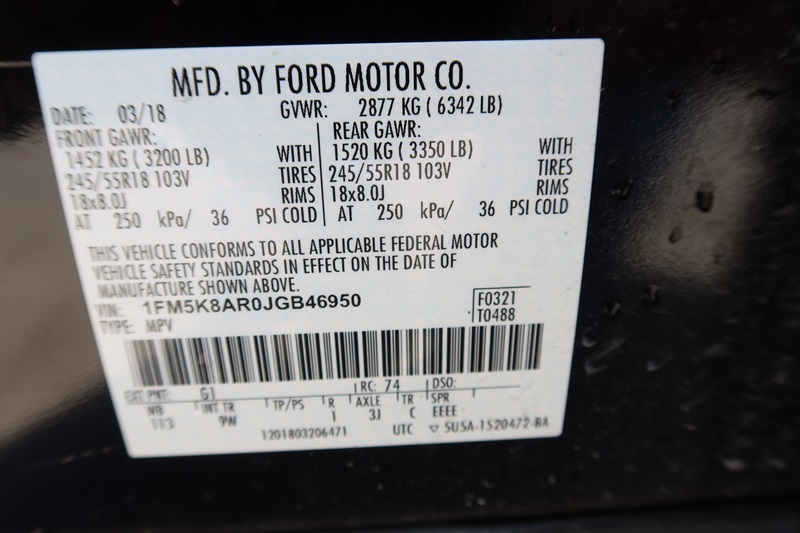 MFD. BY FORD MOTOR CO.
DATE: 03/18 GVWR: 2877 KG ( 6342 LB)
FRONT GAWR: REAR GAWR:
1452 KG ( 3200 LB) WITH 1520 KG ( 3350 LB) WITH
245/55R18 103V TIRES 245/55R18 103V TIRES
18x8.0J RIMS 18x8.0J RIMS
AT 250 kPa/ 36 PSI COLD AT 250 kPa/ 36 PSI COLD
THIS VEHICLE CONFORMS TO ALL APPLICABLE FEDERAL MOTOR
VEHICLE SAFETY STANDARDS IN EFFECT ON THE DATE OF
MANUFACTURE SHOWN ABOVE.
VIN: 1FM5K8AR0JGB46950 F0321
TYPE: MPV T0488
EXT PNT: G1 RC: 74 DSO:
WB INT TR TP/PS R AXLE TR SPR
113 9W 1 3J C EEEE
1201803206471 UTC ▽ SU5A-1520472-BA